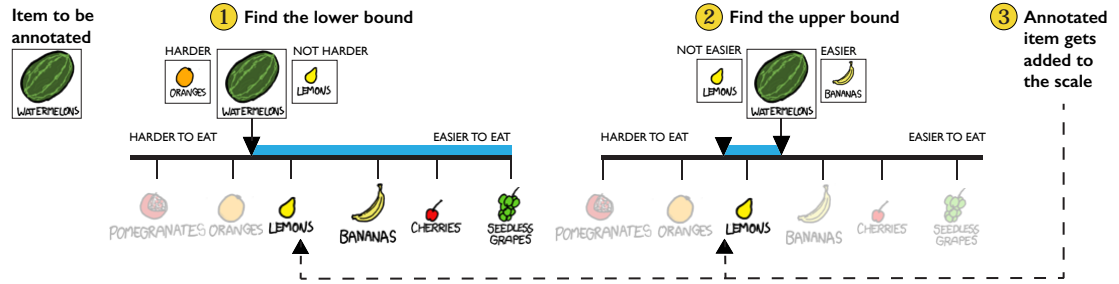 Item to be
annotated
WATERMELONS
1 Find the lower bound
HARDER
NOT HARDER
ORANGES
WATERMELONS
LEMONS
HARDER TO EAT
EASIER TO EAT
POMEGRANATES
ORANGES
LEMONS
BANANAS
CHERRIES
SEEDLESS
GRAPES
2 Find the upper bound
NOT EASIER
EASIER
LEMONS
WATERMELONS
BANANAS
HARDER TO EAT
EASIER TO EAT
POMEGRANATES
ORANGES
LEMONS
BANANAS
CHERRIES
SEEDLESS
GRAPES
3 Annotated
item gets
added to
the scale